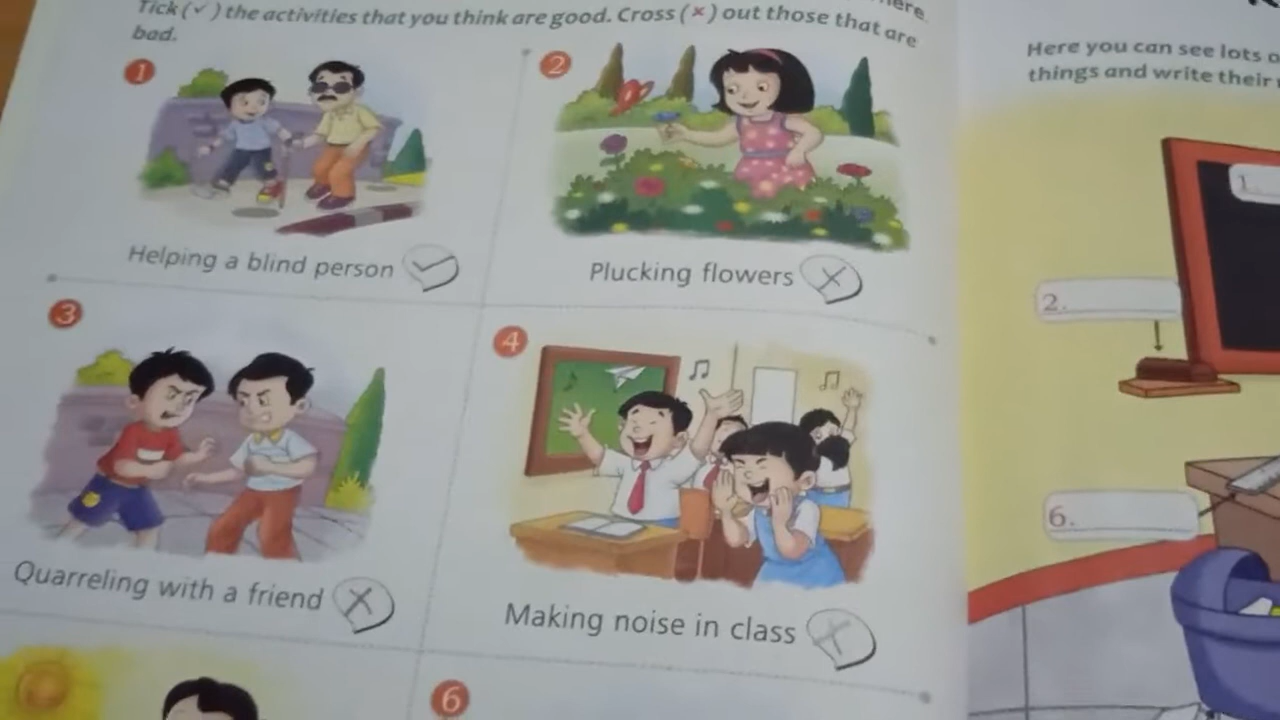 Tick (✓) the activities that you think are good. Cross (×) out those that are
bad.
1
2
Helping a blind person ✓
Plucking flowers ×
3
4
Quarreling with a friend ×
Making noise in class ×
6
Here you can see lots
things and write their
1.
2.
6.